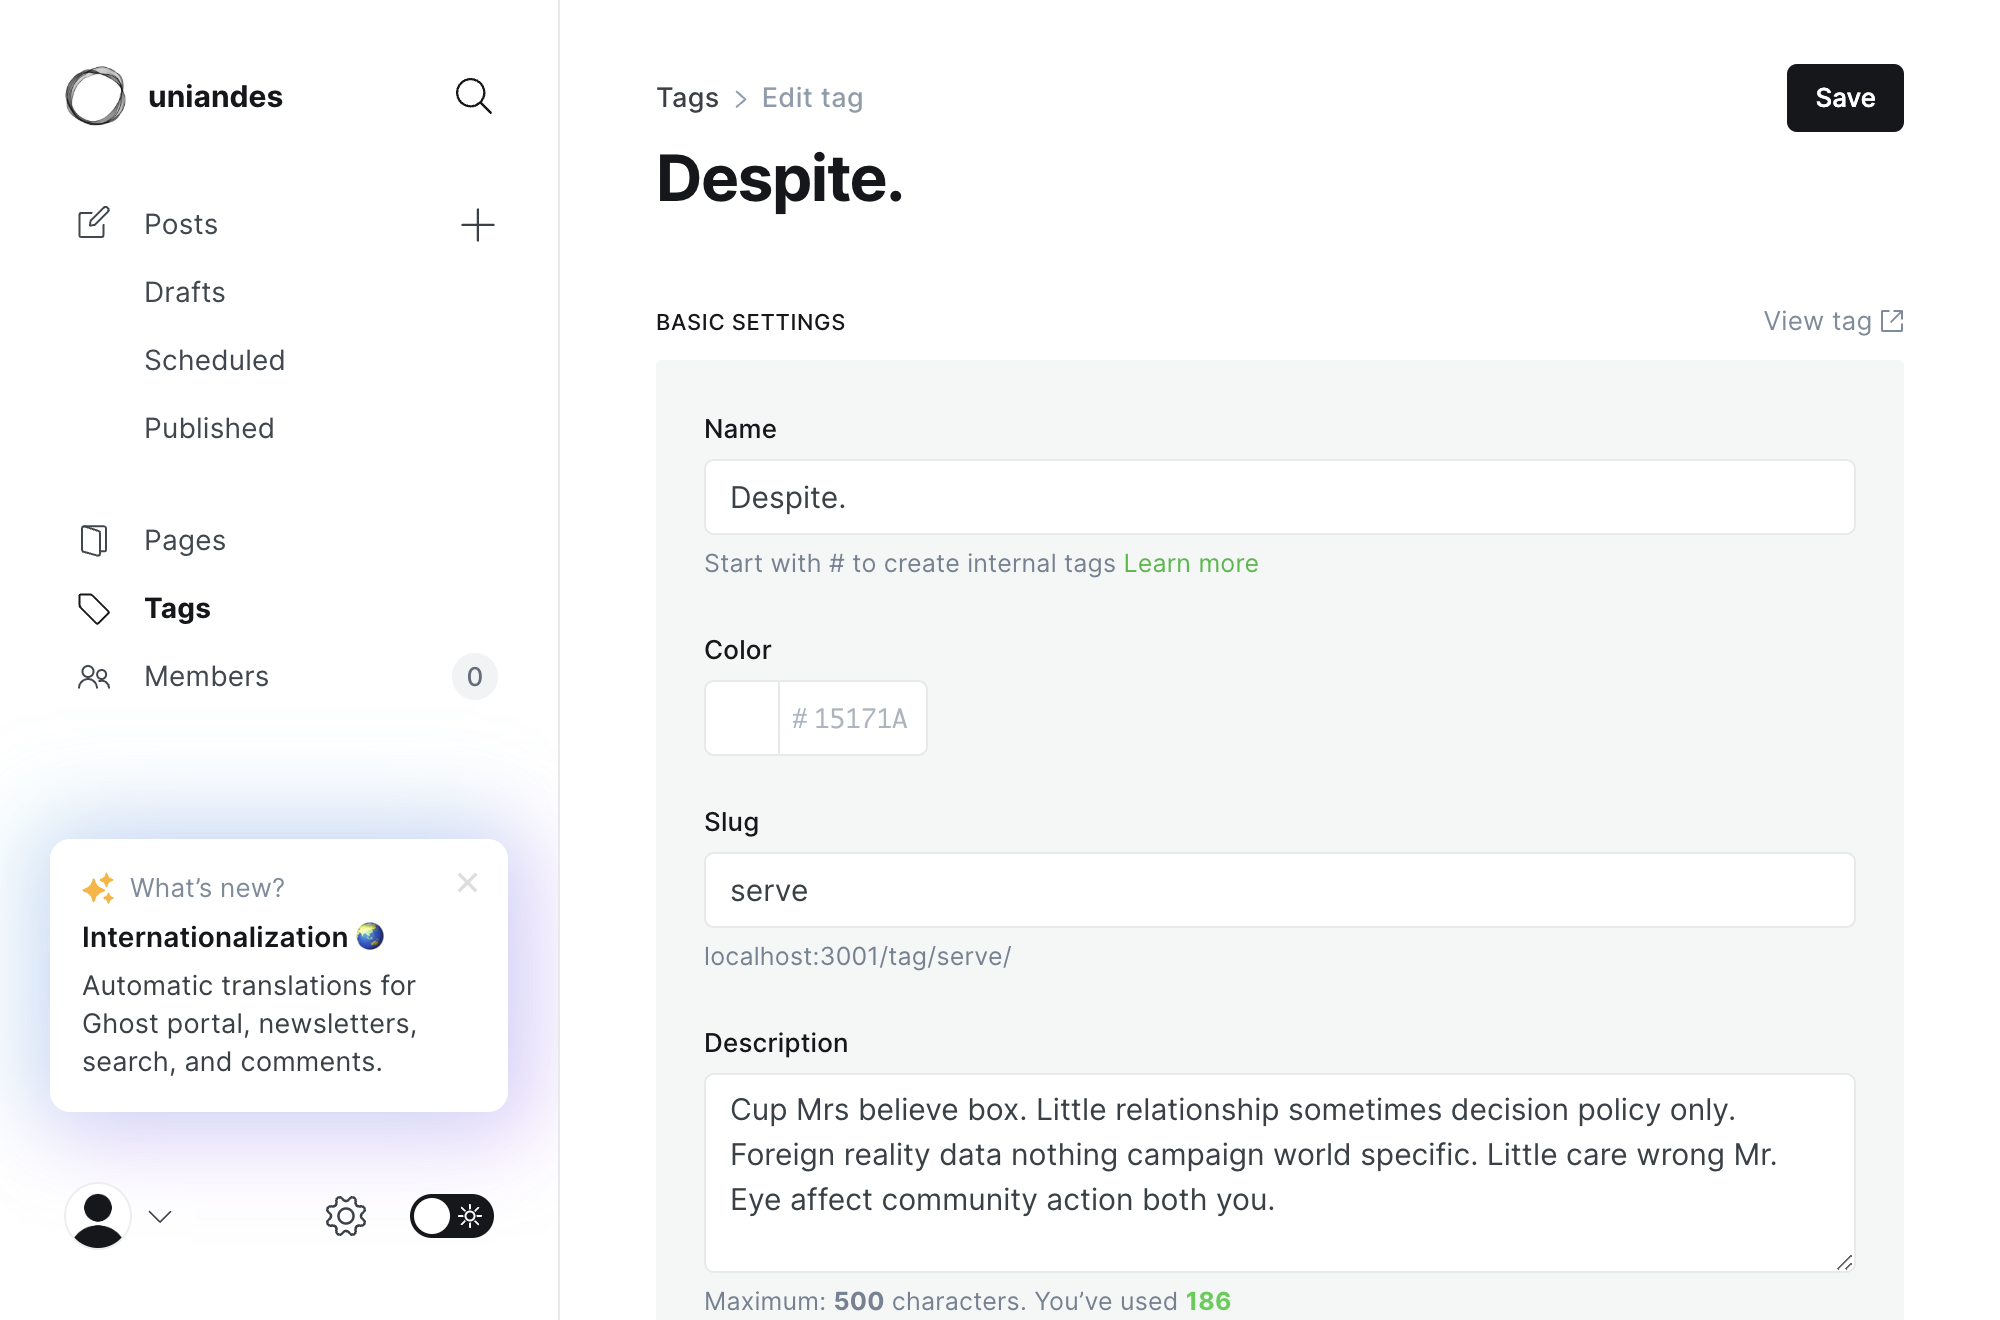 uniandes
Posts
Drafts
Scheduled
Published
Pages
Tags
Members
0
What’s new?
Internationalization
Automatic translations for
Ghost portal, newsletters,
search, and comments.
Tags > Edit tag
Save
Despite.
BASIC SETTINGS
View tag
Name
Despite.
Start with # to create internal tags Learn more
Color
# 15171A
Slug
serve
localhost:3001/tag/serve/
Description
Cup Mrs believe box. Little relationship sometimes decision policy only.
Foreign reality data nothing campaign world specific. Little care wrong Mr.
Eye affect community action both you.
Maximum: 500 characters. You’ve used 186